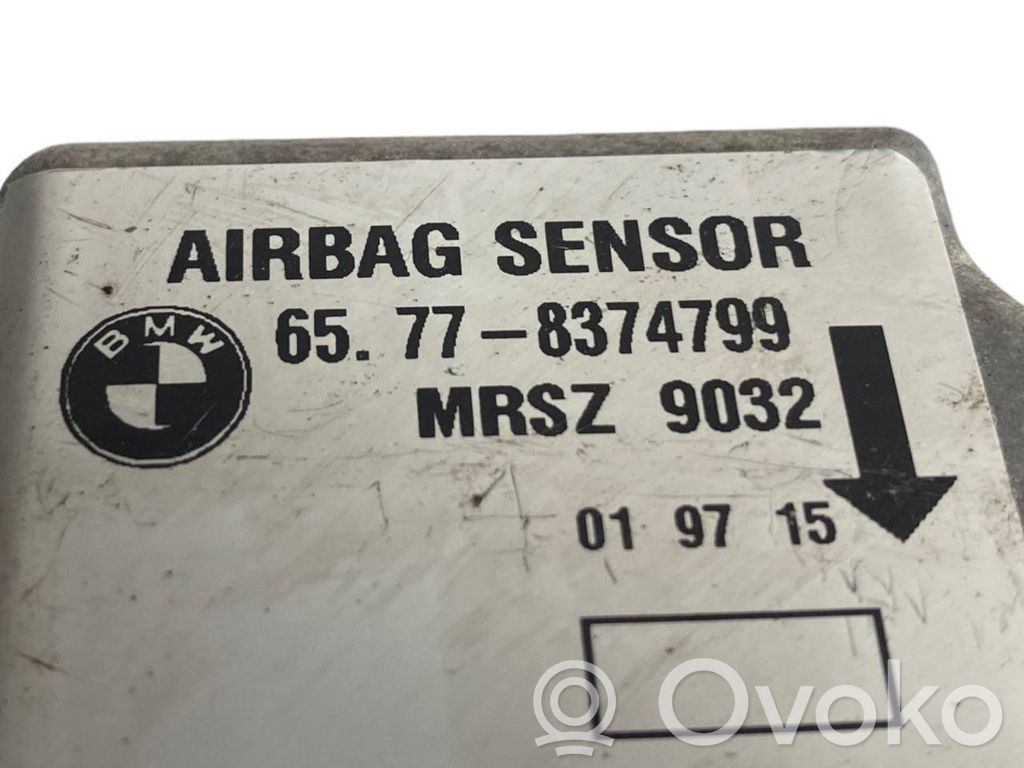 AIRBAG SENSOR
BMW
65. 77-8374799
MRSZ 9032
01 97 15
Ovoko